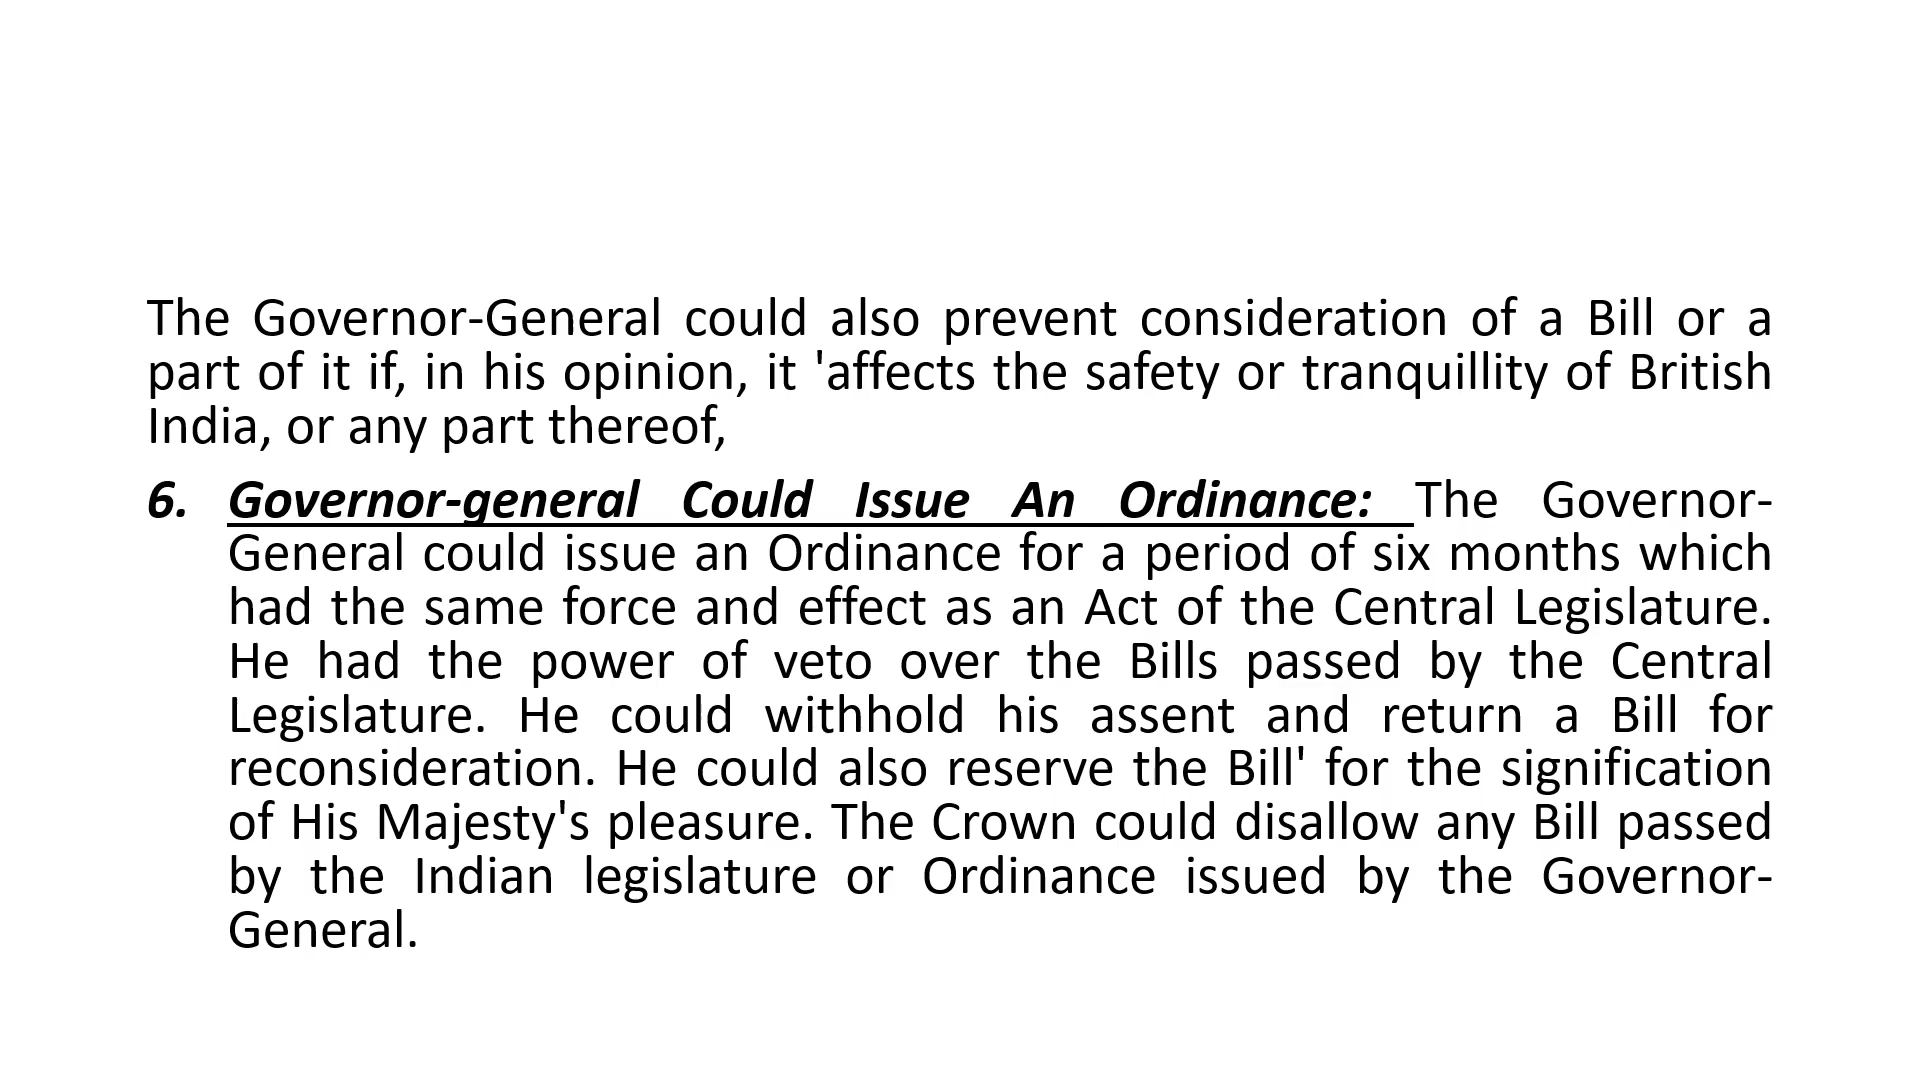 The Governor-General could also prevent consideration of a Bill or a
part of it if, in his opinion, it 'affects the safety or tranquillity of British
India, or any part thereof,
6. Governor-general Could Issue An Ordinance: The Governor-
General could issue an Ordinance for a period of six months which
had the same force and effect as an Act of the Central Legislature.
He had the power of veto over the Bills passed by the Central
Legislature. He could withhold his assent and return a Bill for
reconsideration. He could also reserve the Bill' for the signification
of His Majesty's pleasure. The Crown could disallow any Bill passed
by the Indian legislature or Ordinance issued by the Governor-
General.